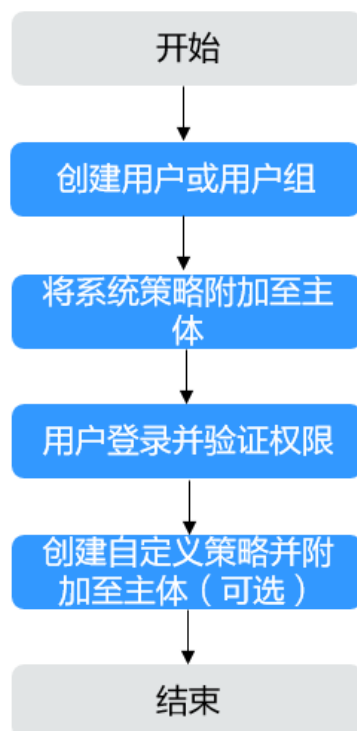 开始
创建用户或用户组
将系统策略附加至主
体
用户登录并验证权限
创建自定义策略并附
加至主体（可选）
结束